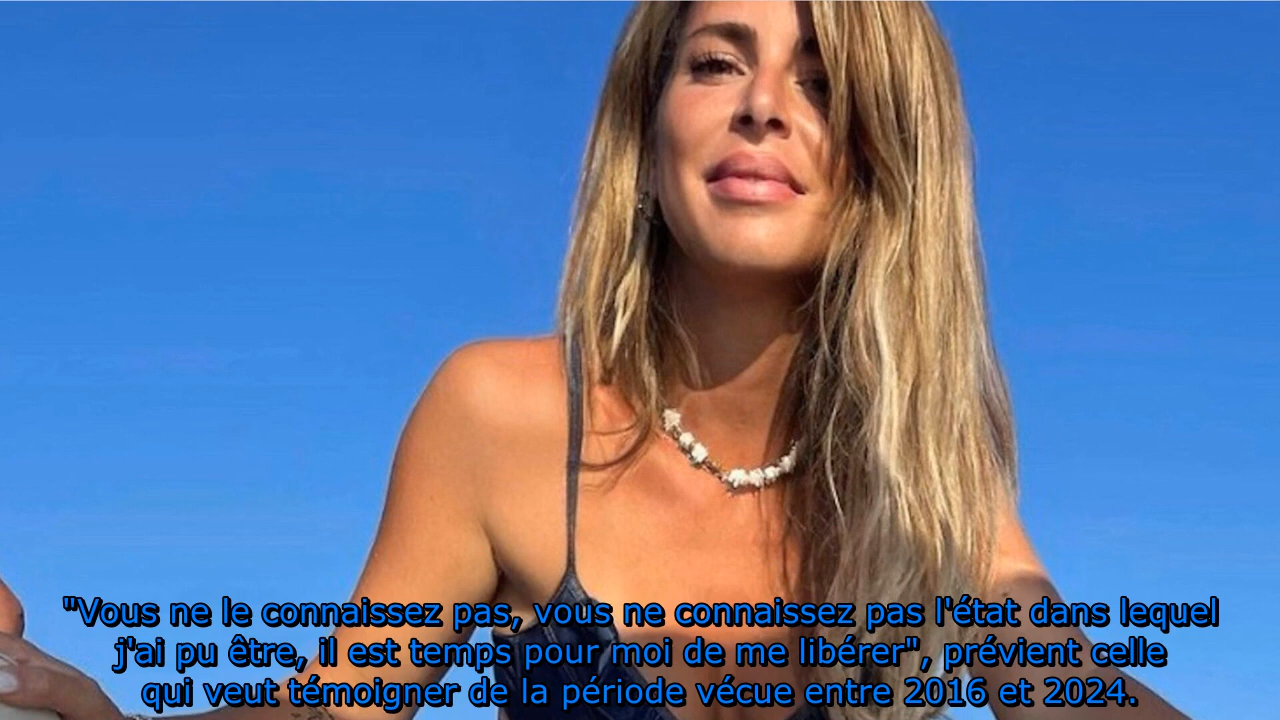 "Vous ne le connaissez pas, vous ne connaissez pas l'état dans lequel
j'ai pu être, il est temps pour moi de me libérer", prévient celle
qui veut témoigner de la période vécue entre 2016 et 2024.